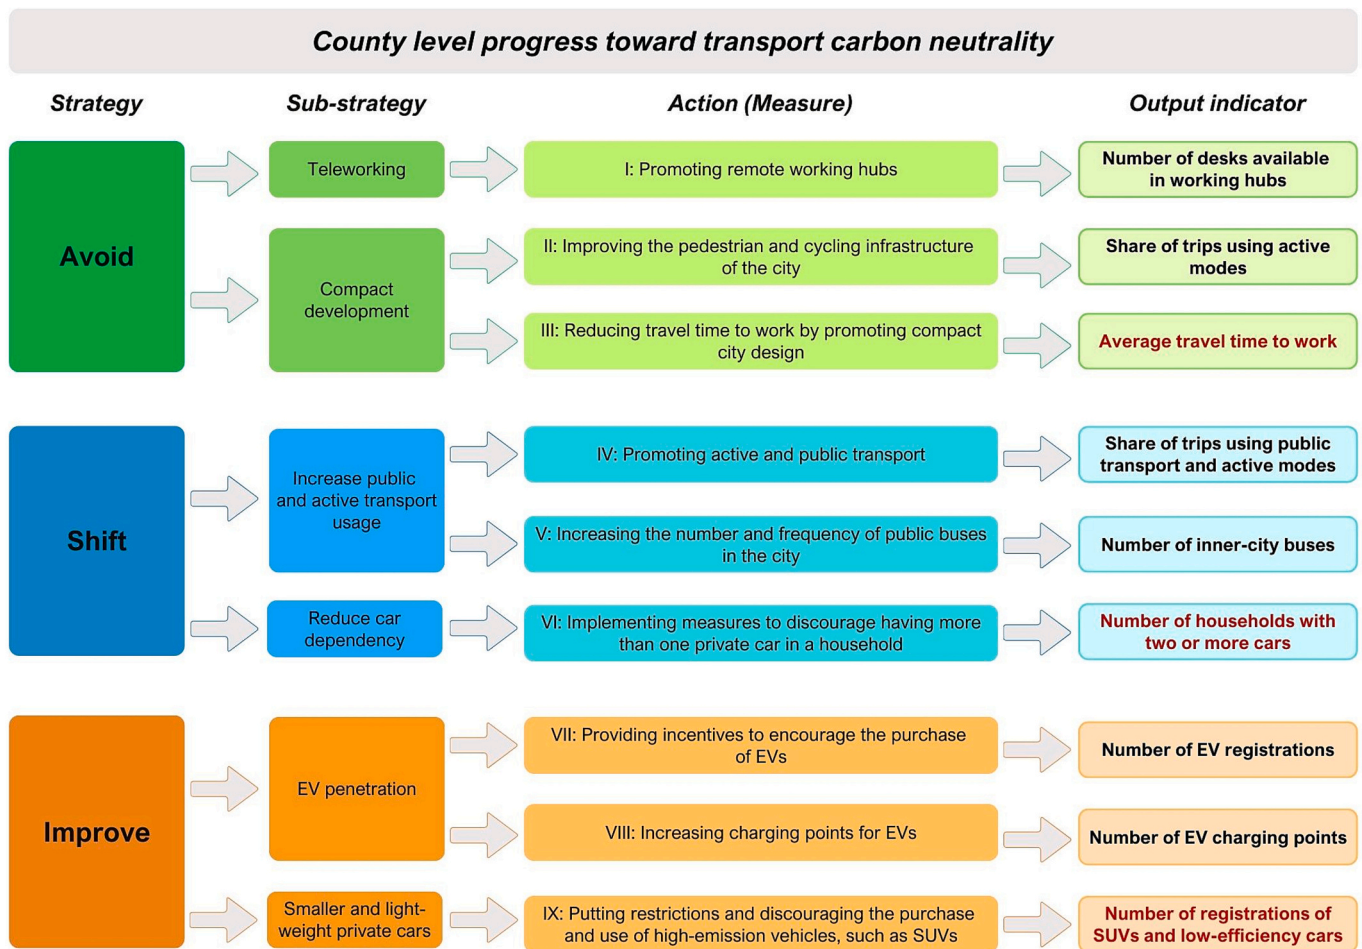 County level progress toward transport carbon neutrality
Strategy
Sub-strategy
Action (Measure)
Output indicator
Avoid
Teleworking
I: Promoting remote working hubs
Number of desks available
in working hubs
Compact
development
II: Improving the pedestrian and cycling infrastructure
of the city
Share of trips using active
modes
III: Reducing travel time to work by promoting compact
city design
Average travel time to work
Shift
Increase public
and active transport
usage
IV: Promoting active and public transport
Share of trips using public
transport and active modes
V: Increasing the number and frequency of public buses
in the city
Number of inner-city buses
Reduce car
dependency
VI: Implementing measures to discourage having more
than one private car in a household
Number of households with
two or more cars
Improve
EV penetration
VII: Providing incentives to encourage the purchase
of EVs
Number of EV registrations
VIII: Increasing charging points for EVs
Number of EV charging points
Smaller and light-
weight private cars
IX: Putting restrictions and discouraging the purchase
and use of high-emission vehicles, such as SUVs
Number of registrations of
SUVs and low-efficiency cars